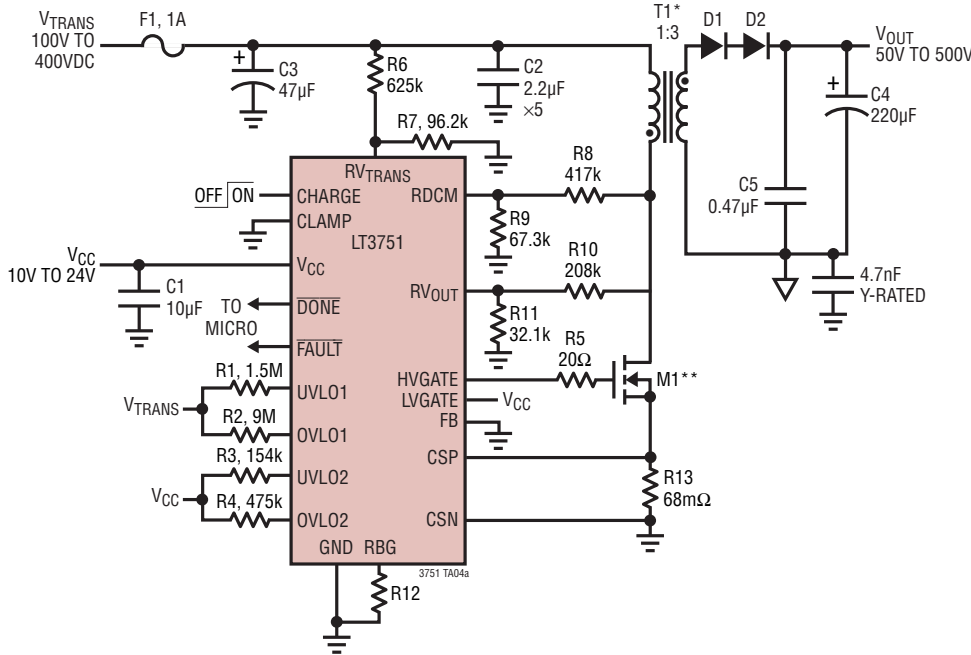 VTRANS
100V TO
400VDC
F1, 1A
+
C3
47µF
R6
625k
C2
2.2µF
×5
T1*
1:3
D1
D2
VOUT
50V TO 500V
+
C4
220µF
C5
0.47µF
4.7nF
Y-RATED
R7, 96.2k
RVTRANS
OFF ON
CHARGE
CLAMP
LT3751
RDCM
R8
417k
R9
67.3k
VCC
10V TO 24V
VCC
C1
10µF
TO
MICRO
DONE
FAULT
RVOUT
R10
208k
R11
32.1k
R5
20Ω
M1**
VTRANS
R1, 1.5M
UVLO1
R2, 9M
OVLO1
VCC
R3, 154k
UVLO2
R4, 475k
OVLO2
HVGATE
LVGATE
VCC
FB
CSP
CSN
R13
68mΩ
GND
RBG
3751 TA04a
R12